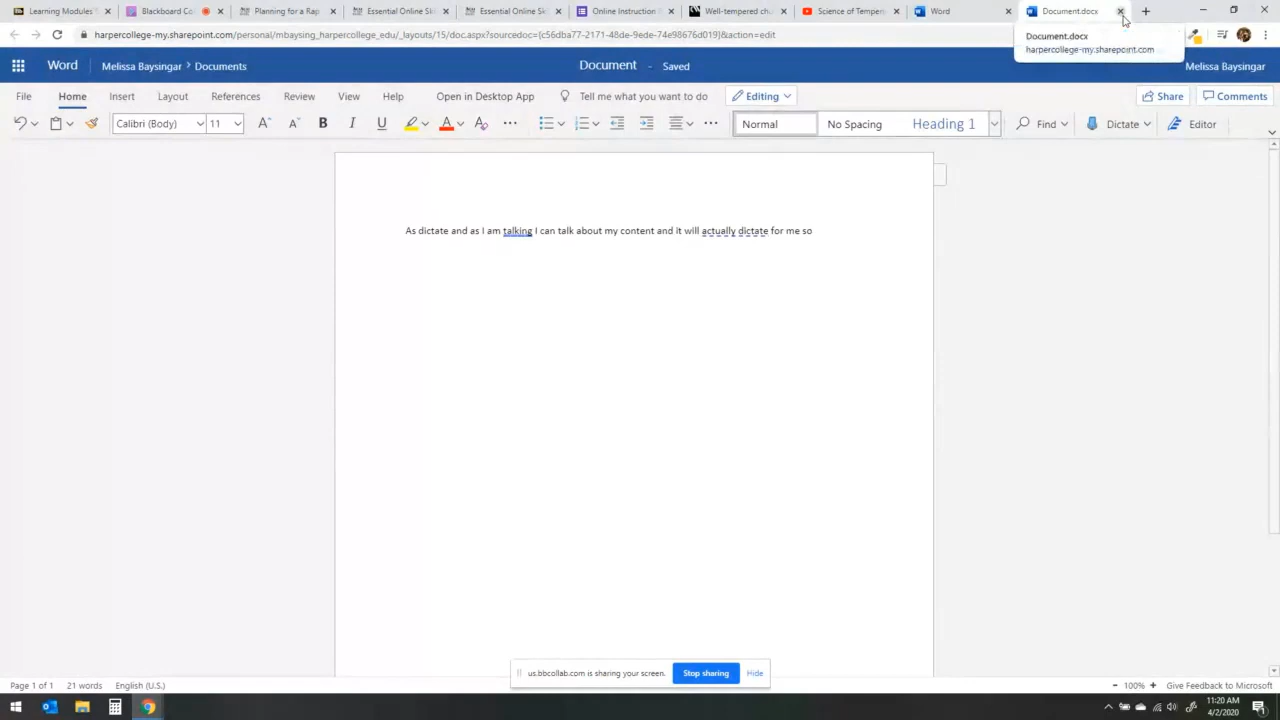 Learning Modules
Blackboard Co
Planning for a Rap
Essential Online Sk
Essential Online Sk
Online Instruction
Well-tempered ch
Science of Temper
Word
Document.docx
harpercollege-my.sharepoint.com/personal/mbaysing_harpercollege_edu/_layouts/15/doc.aspx?sourcedoc={c56dba77-2171-48de-9ede-74e98676d019}&action=edit
Document.docx
harpercollege-my.sharepoint.com
Word Melissa Baysingar > Documents Document - Saved Melissa Baysingar
File Home Insert Layout References Review View Help Open in Desktop App Tell me what you want to do Editing Share Comments
Calibri (Body) 11 B I U A Normal No Spacing Heading 1 Find Dictate Editor
As dictate and as I am talking I can talk about my content and it will actually dictate for me so
us.bbcollab.com is sharing your screen. Stop sharing Hide
Page 1 of 1 21 words English (U.S.) - 100% + Give Feedback to Microsoft
11:20 AM
4/2/2020